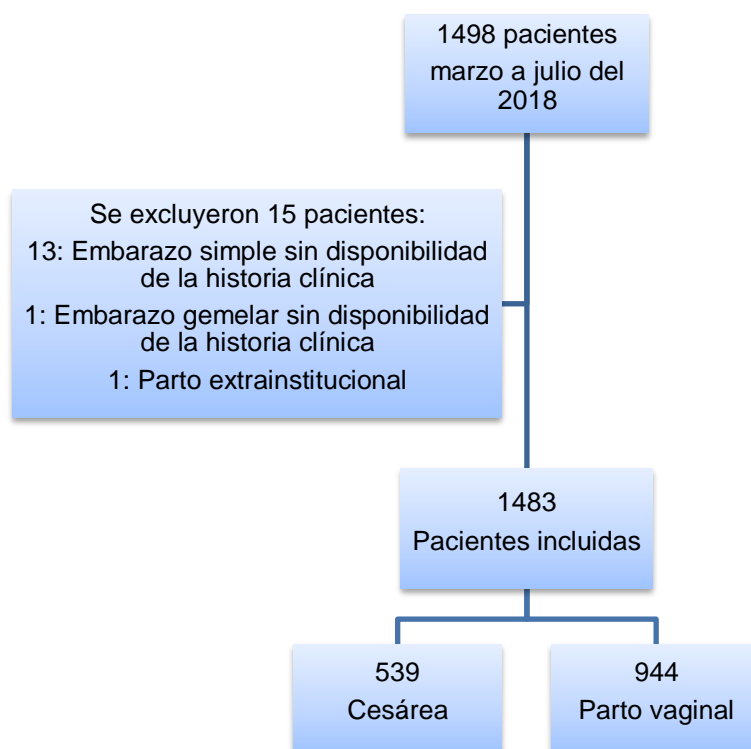 1498 pacientes
marzo a julio del
2018
Se excluyeron 15 pacientes:
13: Embarazo simple sin disponibilidad
de la historia clínica
1: Embarazo gemelar sin disponibilidad
de la historia clínica
1: Parto extrainstitucional
1483
Pacientes incluidas
539
Cesárea
944
Parto vaginal